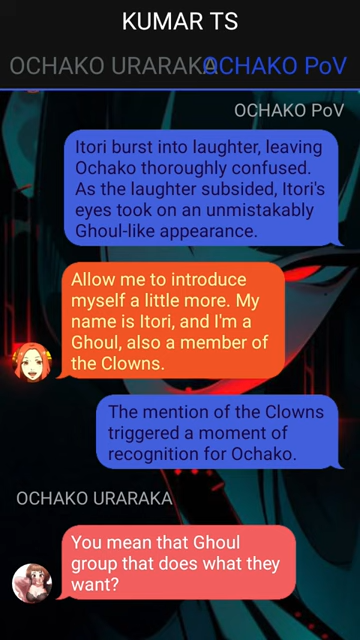 KUMAR TS
OCHAKO URARAKA OCHAKO PoV
OCHAKO PoV
Itori burst into laughter, leaving
Ochako thoroughly confused.
As the laughter subsided, Itori's
eyes took on an unmistakably
Ghoul-like appearance.
Allow me to introduce
myself a little more. My
name is Itori, and I'm a
Ghoul, also a member of
the Clowns.
The mention of the Clowns
triggered a moment of
recognition for Ochako.
OCHAKO URARAKA
You mean that Ghoul
group that does what they
want?